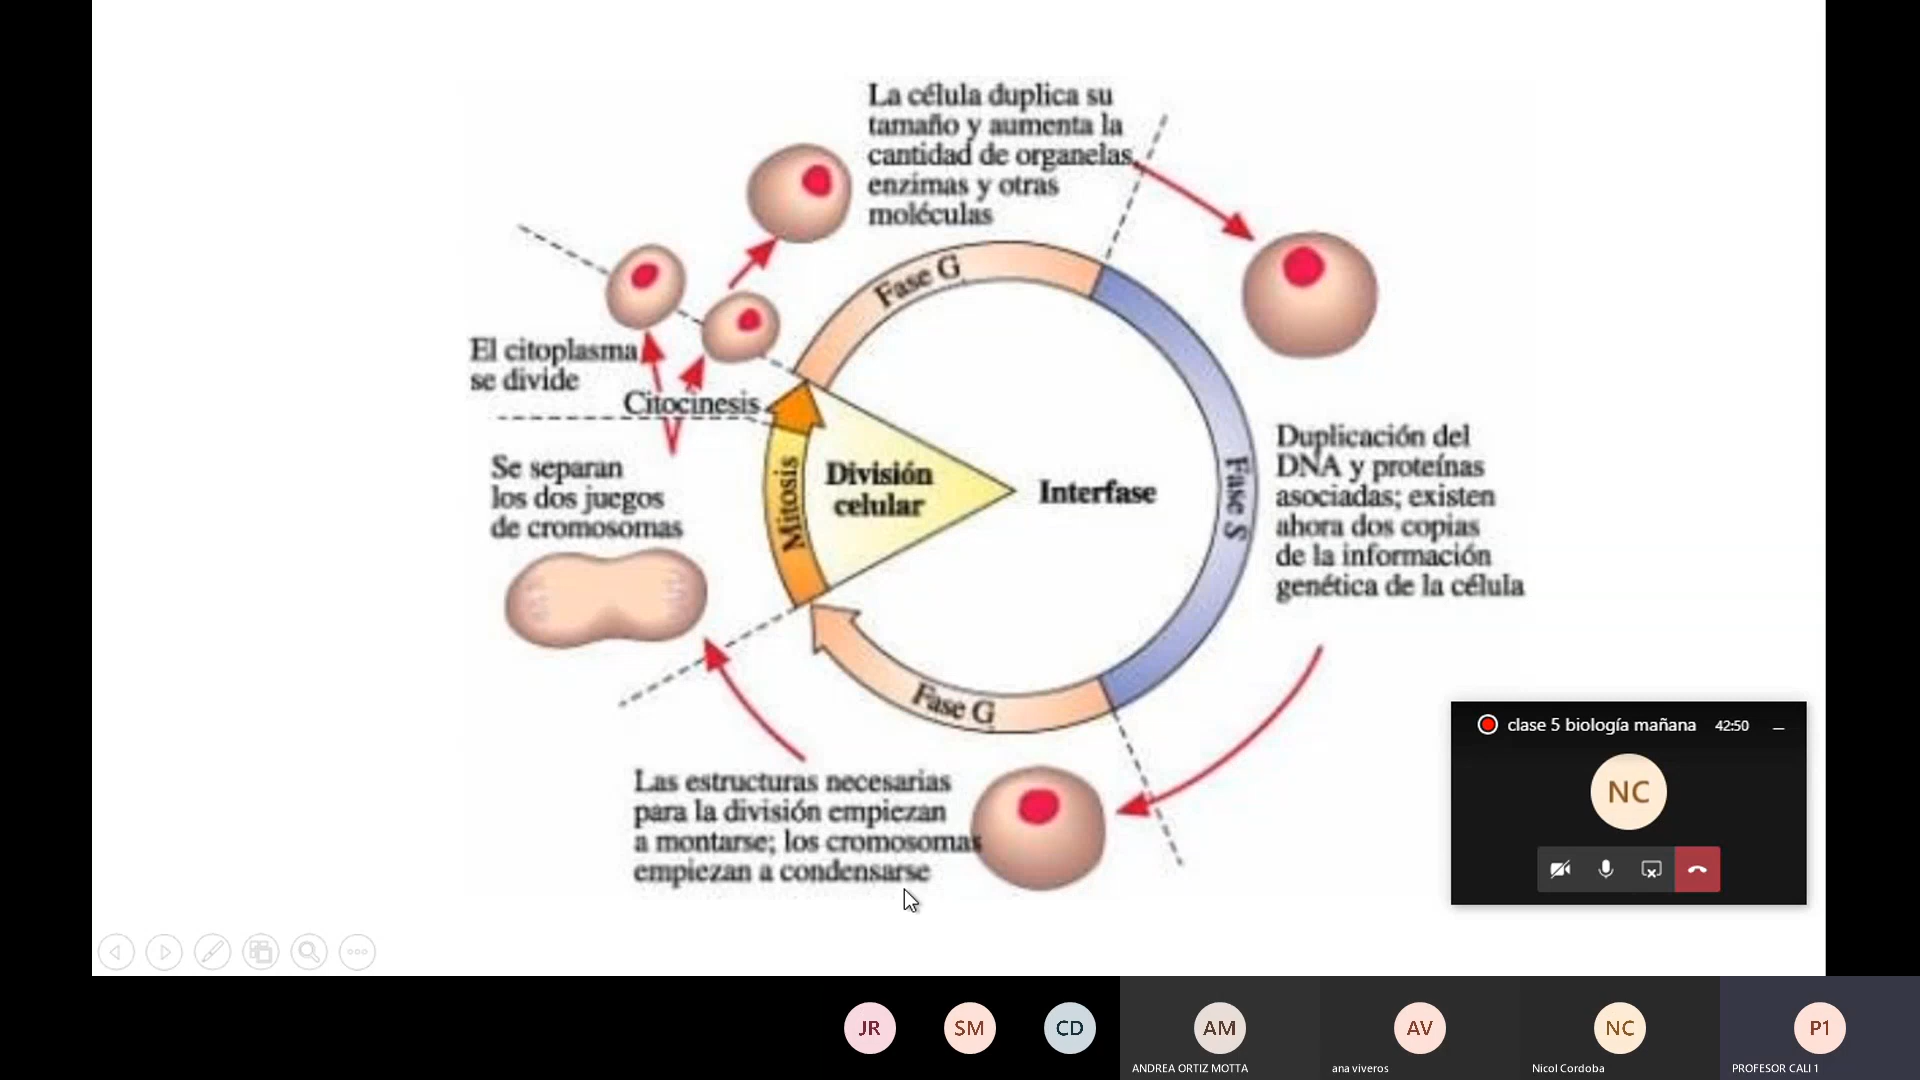 La célula duplica su
tamaño y aumenta la
cantidad de organelas,
enzimas y otras
moléculas
Fase G
El citoplasma
se divide
Citocinesis
Se separan
los dos juegos
de cromosomas
Mitosis
División
celular
Interfase
Fase S
Duplicación del
DNA y proteínas
asociadas; existen
ahora dos copias
de la información
genética de la célula
Fase G
Las estructuras necesarias
para la división empiezan
a montarse; los cromosomas
empiezan a condensarse
clase 5 biología mañana 42:50
NC
JR
SM
CD
AM
AV
NC
P1
ANDREA ORTIZ MOTTA
ana viveros
Nicol Cordoba
PROFESOR CALI 1